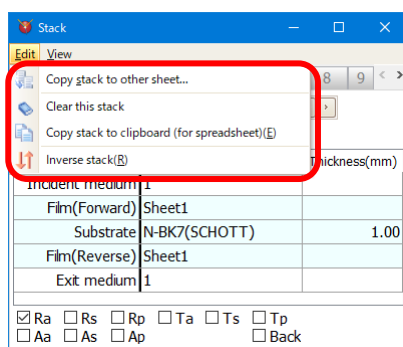 Stack
Edit View
Copy stack to other sheet...
8 9 < >
Clear this stack
>
Copy stack to clipboard (for spreadsheet)(E)
Inverse stack(R)
Thickness(mm)
Incident medium 1
Film(Forward) Sheet1
Substrate N-BK7(SCHOTT) 1.00
Film(Reverse) Sheet1
Exit medium 1
Ra Rs Rp Ta Ts Tp
Aa As Ap Back